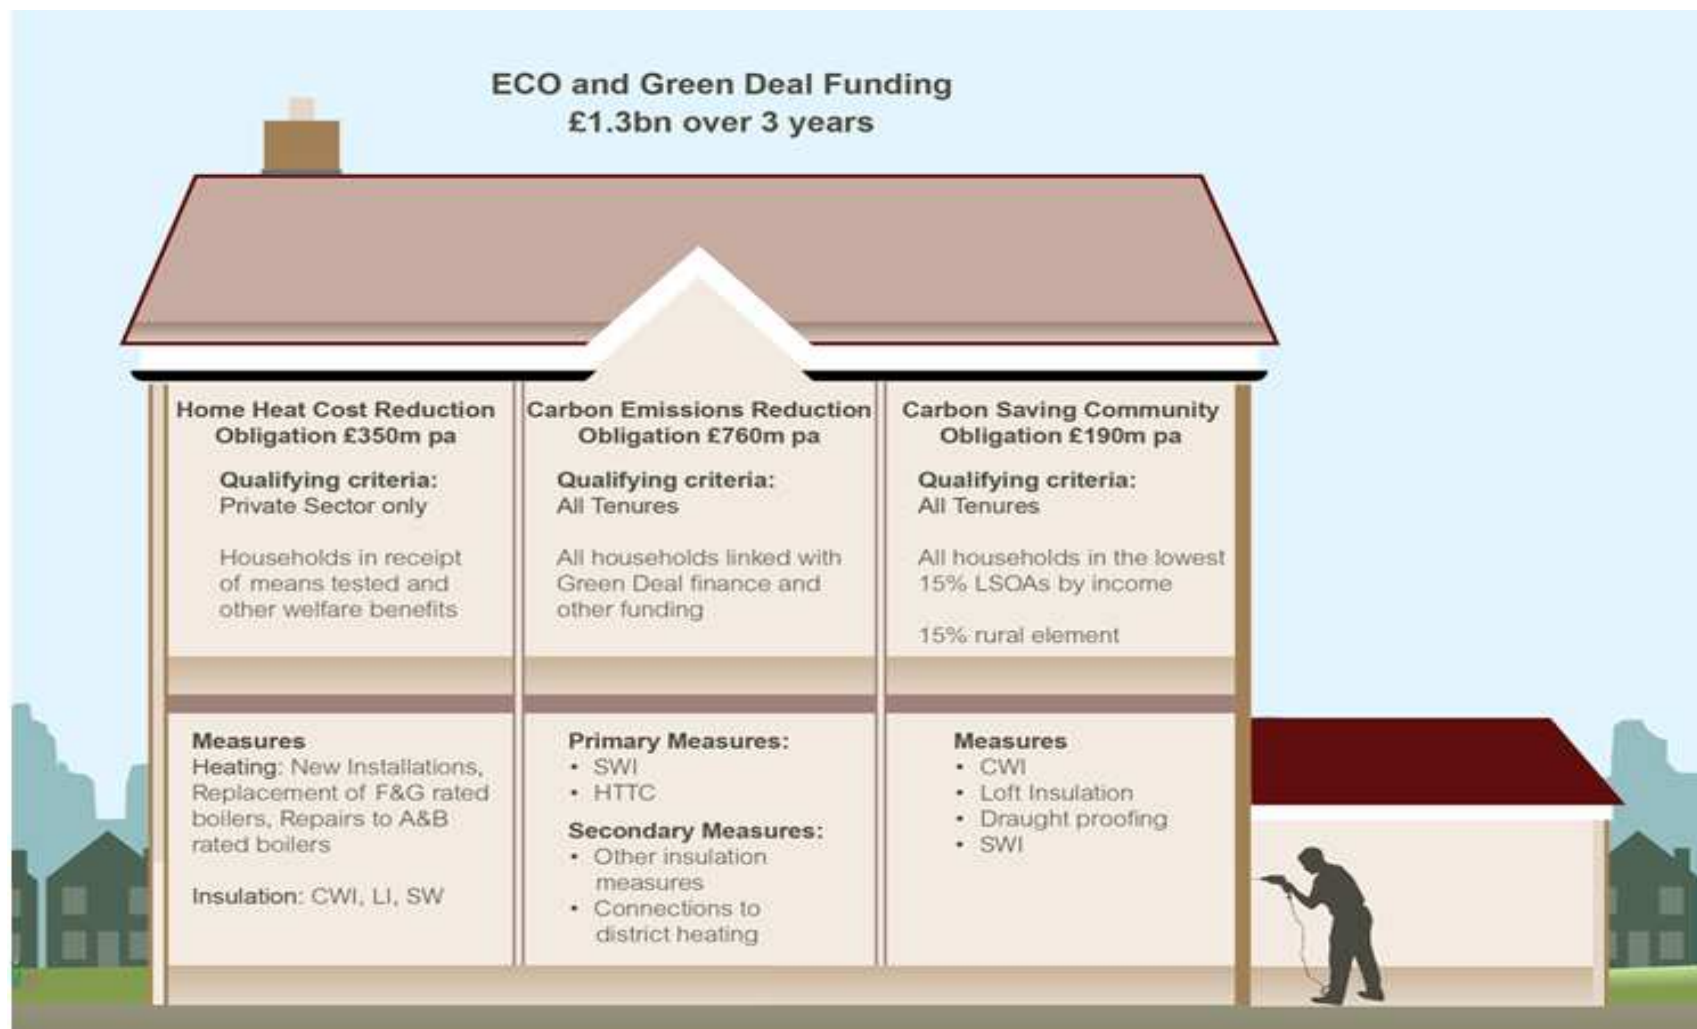 ECO and Green Deal Funding
£1.3bn over 3 years
Home Heat Cost Reduction
Obligation £350m pa
Qualifying criteria:
Private Sector only
Households in receipt
of means tested and
other welfare benefits
Measures
Heating: New Installations,
Replacement of F&G rated
boilers, Repairs to A&B
rated boilers
Insulation: CWI, LI, SW
Carbon Emissions Reduction
Obligation £760m pa
Qualifying criteria:
All Tenures
All households linked with
Green Deal finance and
other funding
Primary Measures:
• SWI
• HTTC
Secondary Measures:
• Other insulation
measures
• Connections to
district heating
Carbon Saving Community
Obligation £190m pa
Qualifying criteria:
All Tenures
All households in the lowest
15% LSOAs by income
15% rural element
Measures
• CWI
• Loft Insulation
• Draught proofing
• SWI